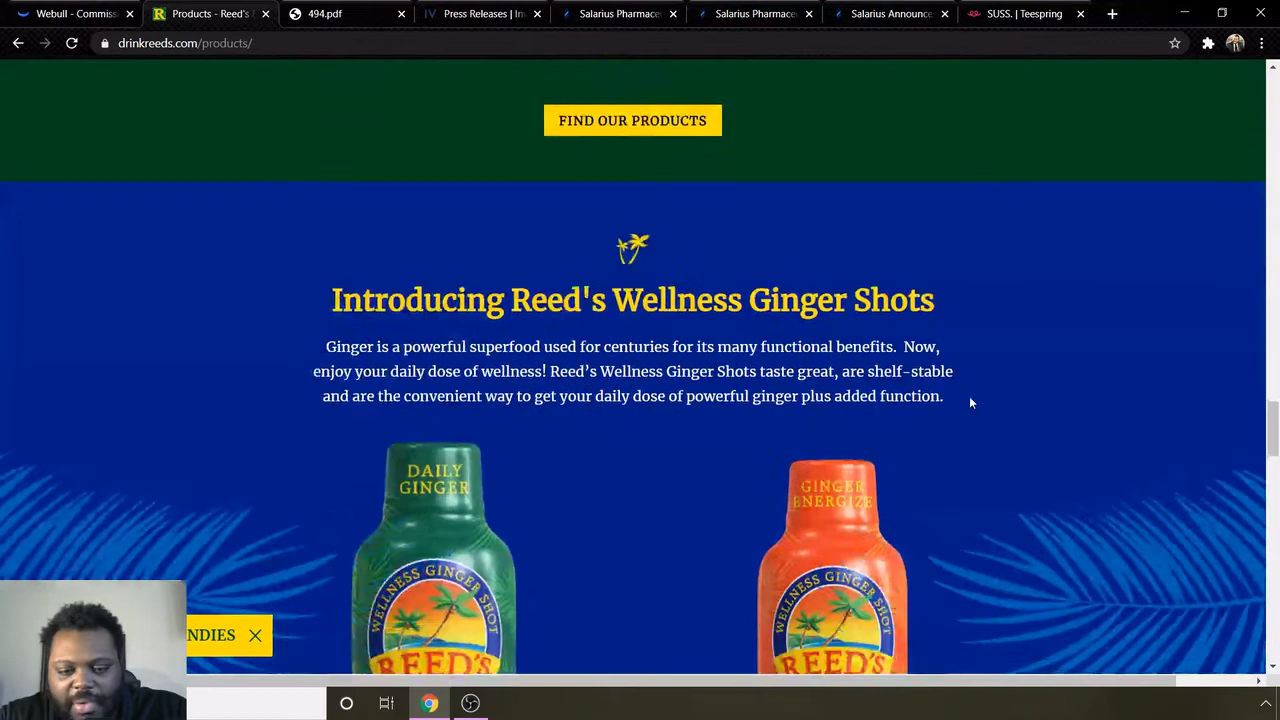 Webull - Commiss
Products - Reed's
494.pdf
Press Releases | In
Salarius Pharmace
Salarius Pharmace
Salarius Announce
SUSS. | Teespring
drinkreeds.com/products/
FIND OUR PRODUCTS
Introducing Reed's Wellness Ginger Shots
Ginger is a powerful superfood used for centuries for its many functional benefits. Now,
enjoy your daily dose of wellness! Reed's Wellness Ginger Shots taste great, are shelf-stable
and are the convenient way to get your daily dose of powerful ginger plus added function.
DAILY
GINGER
GINGER
ENERGIZE
WELLNESS GINGER SHOT
REED'S
WELLNESS GINGER SHOT
REED'S
NDIES